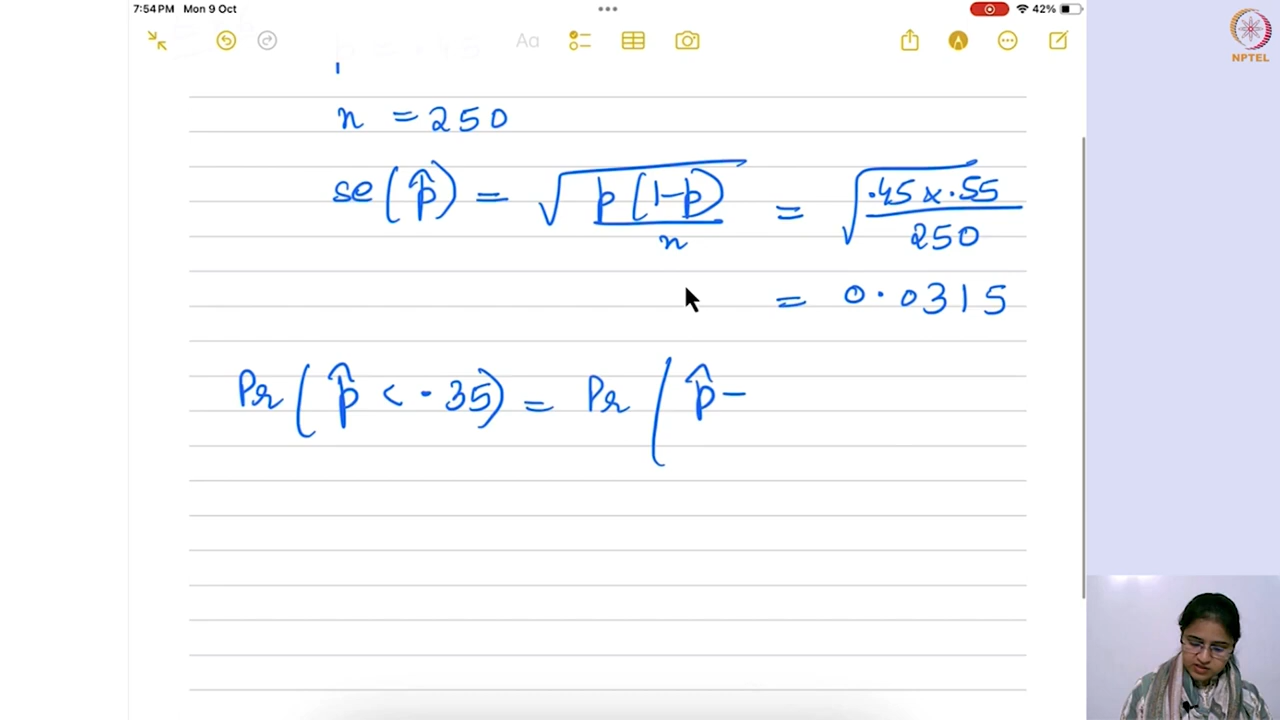 7:54 PM Mon 9 Oct
42%
Aa
NPTEL
n = 250
se(p̂) = √(p(1-p)/n) = √(.45 x .55/250)
= 0.0315
Pr(p̂ < .35) = Pr(p̂ -